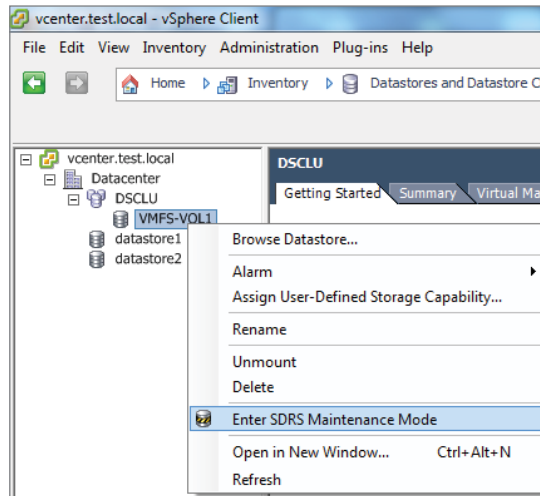 vcenter.test.local - vSphere Client
File Edit View Inventory Administration Plug-ins Help
Home Inventory Datastores and Datastore C
vcenter.test.local
Datacenter
DSCLU
VMFS-VOL1
datastore1
datastore2
DSCLU
Getting Started Summary Virtual Ma
Browse Datastore...
Alarm
Assign User-Defined Storage Capability...
Rename
Unmount
Delete
Enter SDRS Maintenance Mode
Open in New Window... Ctrl+Alt+N
Refresh